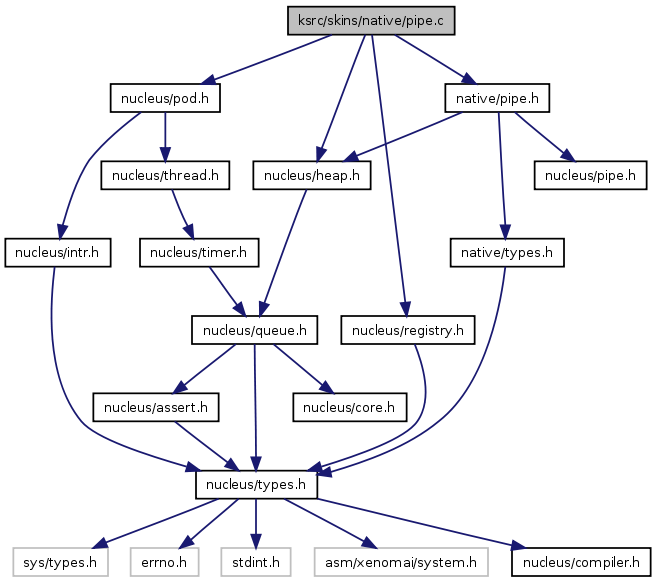 ksrc/skins/native/pipe.c
nucleus/pod.h
native/pipe.h
nucleus/thread.h
nucleus/heap.h
nucleus/pipe.h
nucleus/intr.h
nucleus/timer.h
native/types.h
nucleus/queue.h
nucleus/registry.h
nucleus/assert.h
nucleus/core.h
nucleus/types.h
sys/types.h
errno.h
stdint.h
asm/xenomai/system.h
nucleus/compiler.h